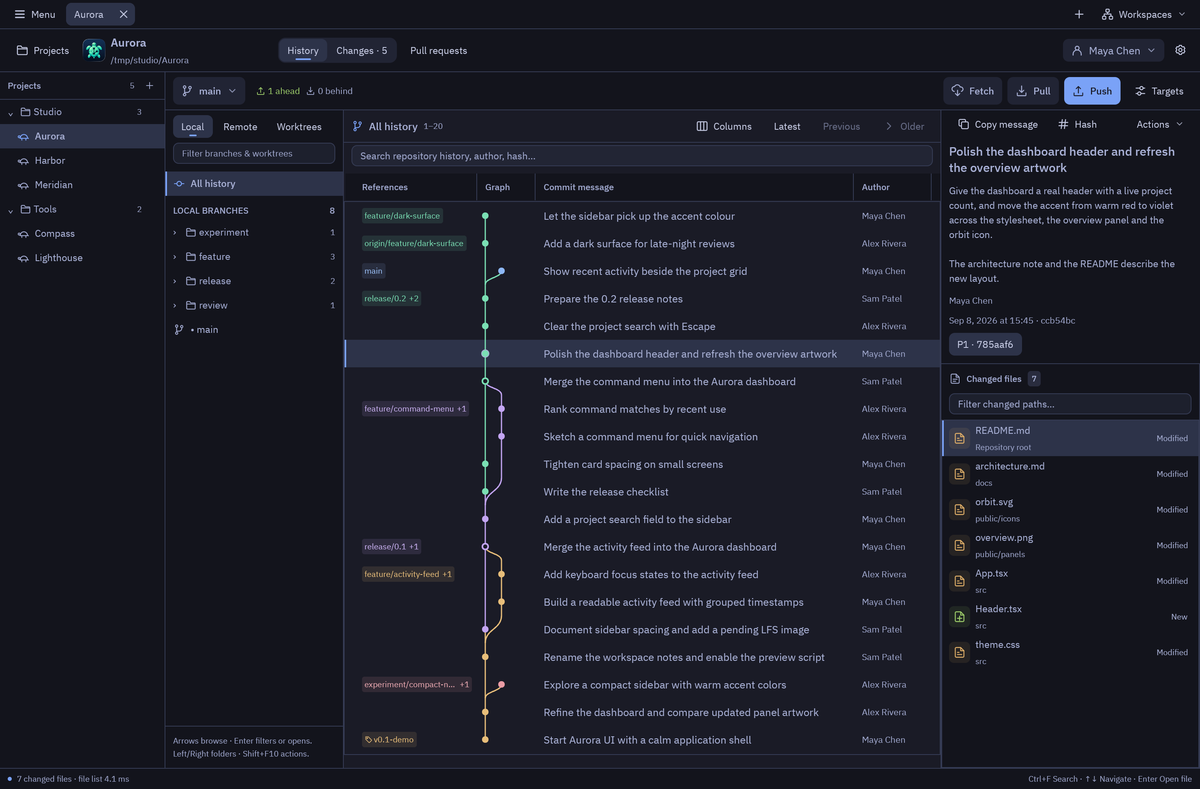 Menu
Aurora
Workspaces
Projects
Aurora
/tmp/studio/Aurora
History
Changes · 5
Pull requests
Maya Chen
Projects 5
Studio 3
Aurora
Harbor
Meridian
Tools 2
Compass
Lighthouse
main
1 ahead
0 behind
Fetch
Pull
Push
Targets
Local
Remote
Worktrees
Filter branches & worktrees
All history
LOCAL BRANCHES 8
experiment 1
feature 3
release 2
review 1
• main
Arrows browse · Enter filters or opens.
Left/Right folders · Shift+F10 actions.
All history 1–20
Columns
Latest
Previous
Older
Search repository history, author, hash...
References Graph Commit message Author
feature/dark-surface Let the sidebar pick up the accent colour Maya Chen
origin/feature/dark-surface Add a dark surface for late-night reviews Alex Rivera
main Show recent activity beside the project grid Maya Chen
release/0.2 +2 Prepare the 0.2 release notes Sam Patel
Clear the project search with Escape Alex Rivera
Polish the dashboard header and refresh the overview artwork Maya Chen
Merge the command menu into the Aurora dashboard Sam Patel
feature/command-menu +1 Rank command matches by recent use Alex Rivera
Sketch a command menu for quick navigation Alex Rivera
Tighten card spacing on small screens Maya Chen
Write the release checklist Sam Patel
Add a project search field to the sidebar Maya Chen
release/0.1 +1 Merge the activity feed into the Aurora dashboard Maya Chen
feature/activity-feed +1 Add keyboard focus states to the activity feed Alex Rivera
Build a readable activity feed with grouped timestamps Maya Chen
Document sidebar spacing and add a pending LFS image Sam Patel
Rename the workspace notes and enable the preview script Sam Patel
experiment/compact-n... +1 Explore a compact sidebar with warm accent colors Alex Rivera
Refine the dashboard and compare updated panel artwork Alex Rivera
v0.1-demo Start Aurora UI with a calm application shell Maya Chen
Copy message
Hash
Actions
Polish the dashboard header and refresh
the overview artwork
Give the dashboard a real header with a live project
count, and move the accent from warm red to violet
across the stylesheet, the overview panel and the
orbit icon.
The architecture note and the README describe the
new layout.
Maya Chen
Sep 8, 2026 at 15:45 · ccb54bc
P1 · 785aaf6
Changed files 7
Filter changed paths...
README.md
Repository root
Modified
architecture.md
docs
Modified
orbit.svg
public/icons
Modified
overview.png
public/panels
Modified
App.tsx
src
Modified
Header.tsx
src
New
theme.css
src
Modified
7 changed files · file list 4.1 ms
Ctrl+F Search · ↑↓ Navigate · Enter Open file